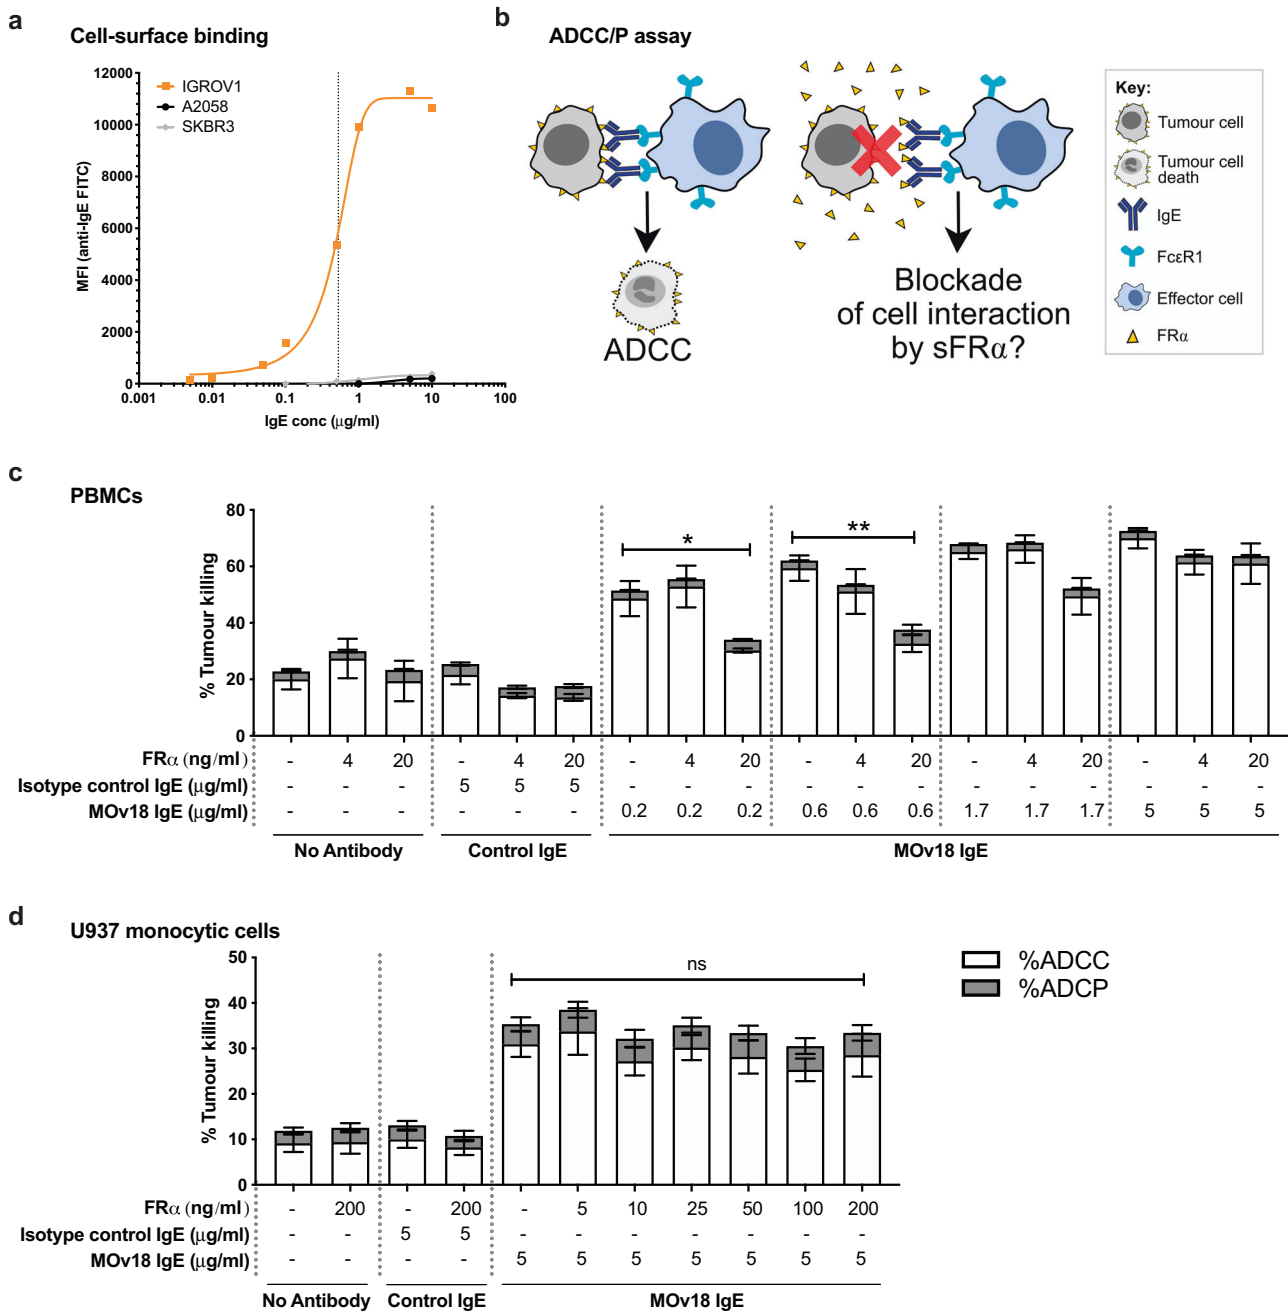 a
Cell-surface binding
12000
10000
8000
6000
4000
2000
0
MFI (anti-IgE FITC)
IGROV1
A2058
SKBR3
0.001
0.01
0.1
1
10
100
IgE conc (μg/ml)
b
ADCC/P assay
ADCC
Blockade
of cell interaction
by sFRα?
Key:
Tumour cell
Tumour cell
death
IgE
FcεR1
Effector cell
FRα
c
PBMCs
80
60
40
20
0
% Tumour killing
*
**
FRα (ng/ml) - 4 20 - 4 20 - 4 20 - 4 20 - 4 20 - 4 20
Isotype control IgE (μg/ml) - - - 5 5 5 - - - - - - - - - - - -
MOv18 IgE (μg/ml) - - - - - - 0.2 0.2 0.2 0.6 0.6 0.6 1.7 1.7 1.7 5 5 5
No Antibody Control IgE MOv18 IgE
d
U937 monocytic cells
50
40
30
20
10
0
% Tumour killing
ns
%ADCC
%ADCP
FRα (ng/ml) - 200 - 200 - 5 10 25 50 100 200
Isotype control IgE (μg/ml) - - 5 5 - - - - - - -
MOv18 IgE (μg/ml) - - - - 5 5 5 5 5 5 5
No Antibody Control IgE MOv18 IgE